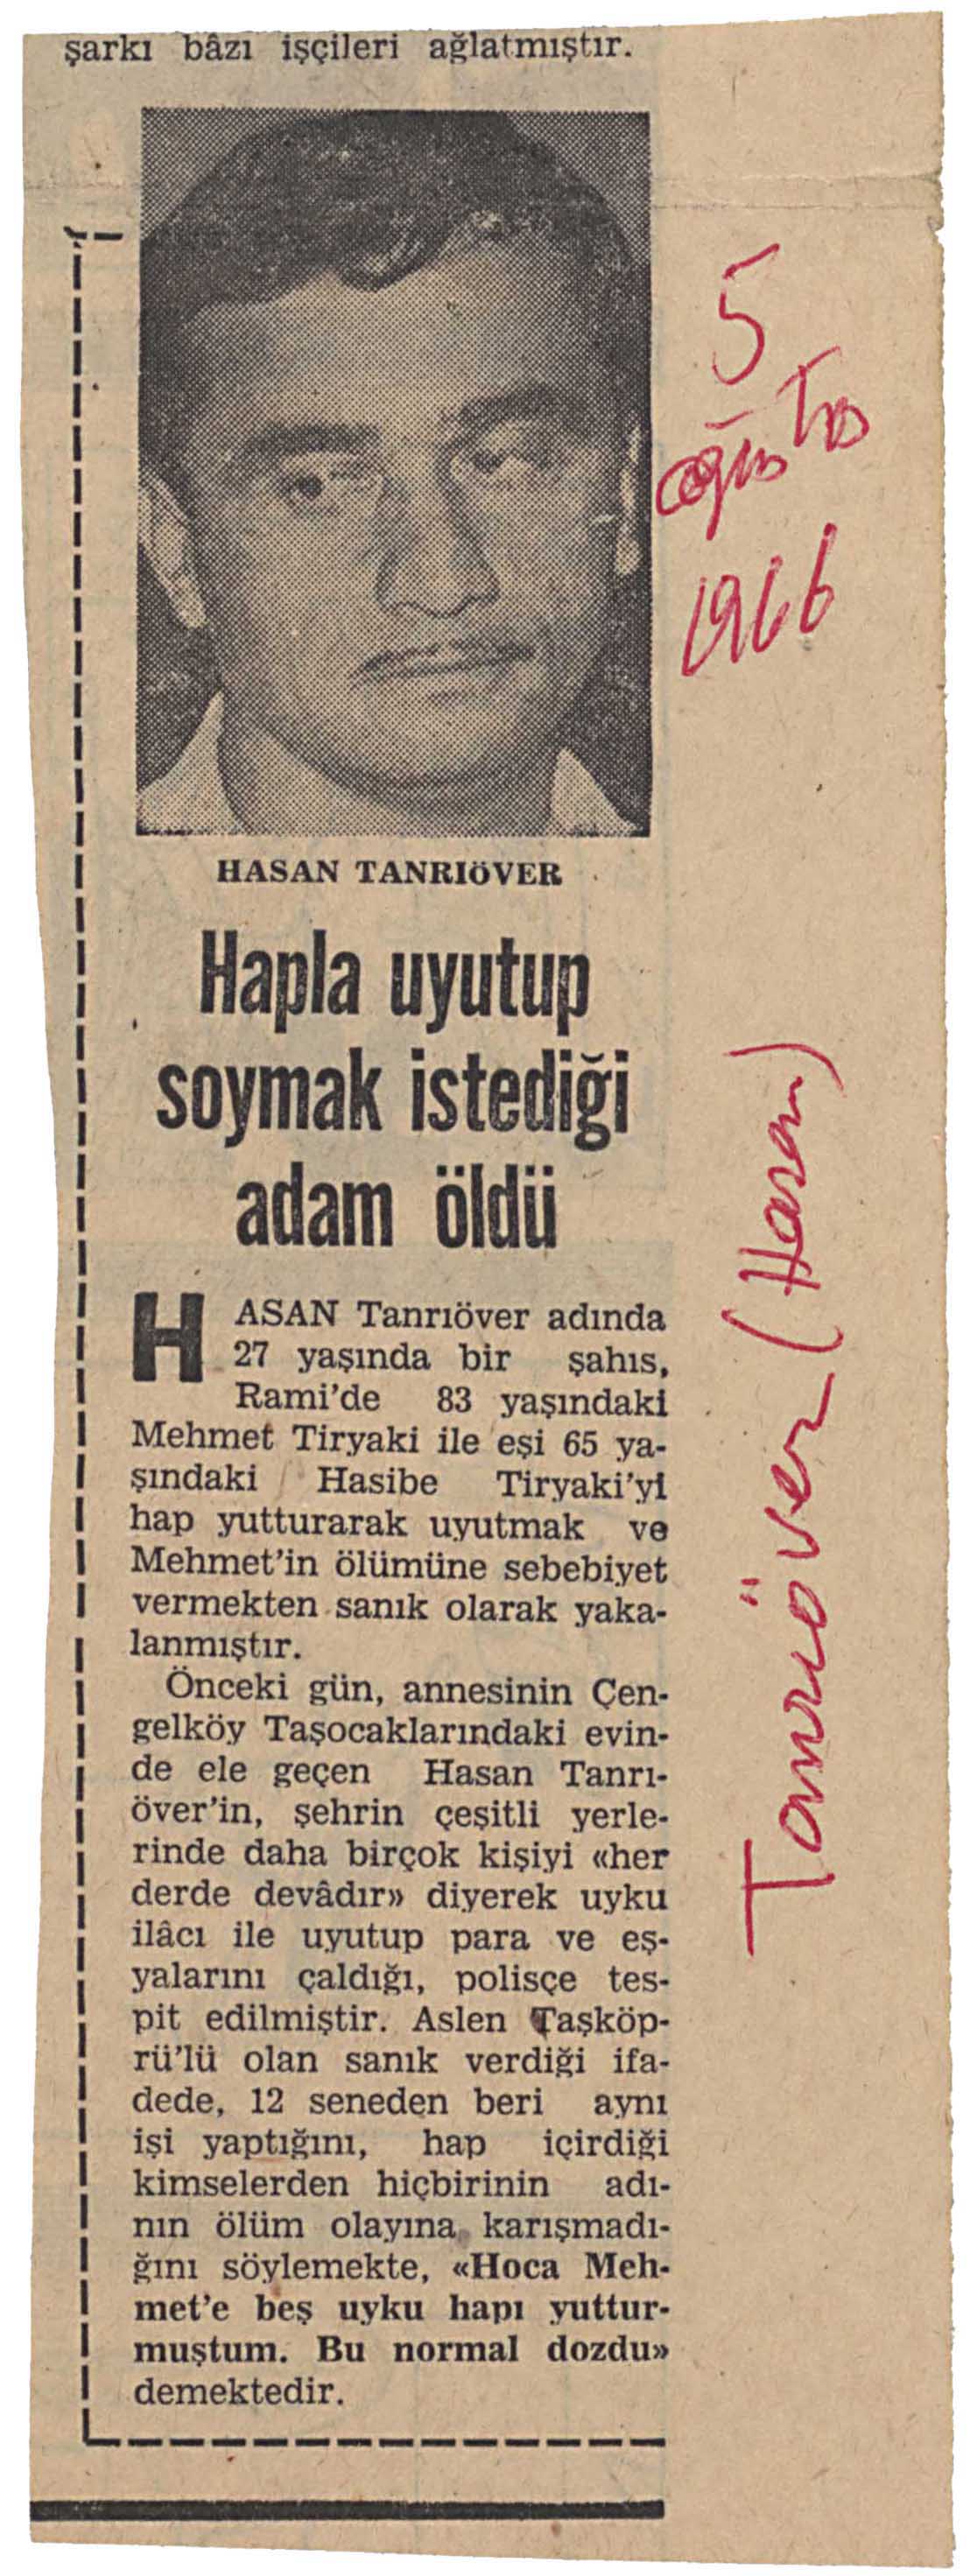 şarkı bâzı işçileri ağlatmıştır.
5
ağustos
1966
HASAN TANRIÖVER
Hapla uyutup
soymak istediği
adam öldü
HASAN Tanrıöver adında
27 yaşında bir şahıs,
Rami'de 83 yaşındaki
Mehmet Tiryaki ile eşi 65 ya-
şındaki Hasibe Tiryaki'yi
hap yutturarak uyutmak ve
Mehmet'in ölümüne sebebiyet
vermekten sanık olarak yaka-
lanmıştır.
Önceki gün, annesinin Çen-
gelköy Taşocaklarındaki evin-
de ele geçen Hasan Tanrı-
över'in, şehrin çeşitli yerle-
rinde daha birçok kişiyi «her
derde devâdır» diyerek uyku
ilâcı ile uyutup para ve eş-
yalarını çaldığı, polisçe tes-
pit edilmiştir. Aslen Taşköp-
rü'lü olan sanık verdiği ifa-
dede, 12 seneden beri aynı
işi yaptığını, hap içirdiği
kimselerden hiçbirinin adı-
nın ölüm olayına karışmadı-
ğını söylemekte, «Hoca Meh-
met'e beş uyku hapı yuttur-
muştum. Bu normal dozdu»
demektedir.
Tanrıöver (Hasan)